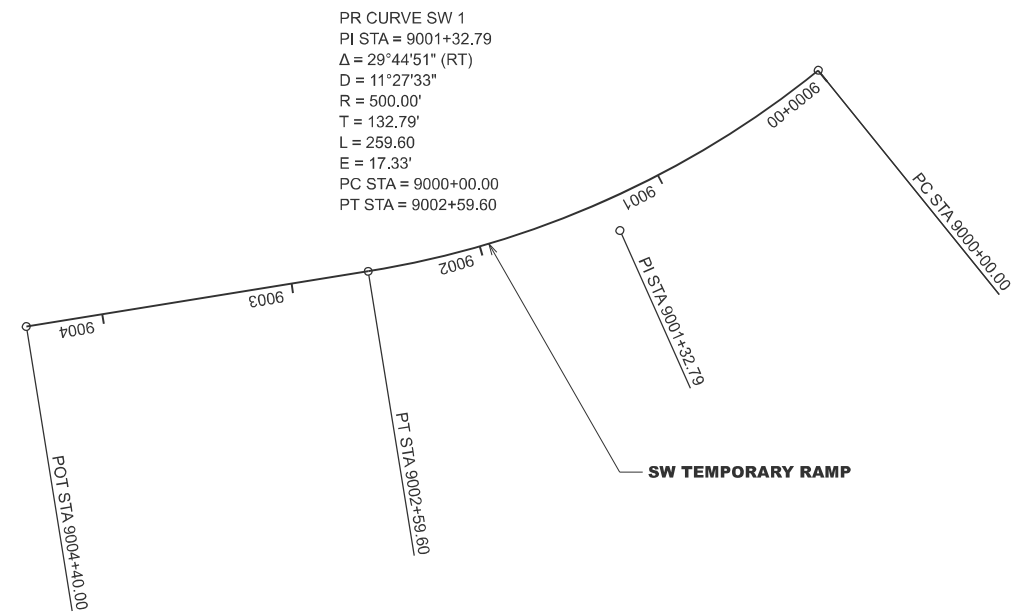 PR CURVE SW 1
PI STA = 9001+32.79
Δ = 29°44'51" (RT)
D = 11°27'33"
R = 500.00'
T = 132.79'
L = 259.60
E = 17.33'
PC STA = 9000+00.00
PT STA = 9002+59.60
9000+00
9001
9002
9003
9004
PC STA 9000+00.00
PI STA 9001+32.79
PT STA 9002+59.60
POT STA 9004+40.00
SW TEMPORARY RAMP